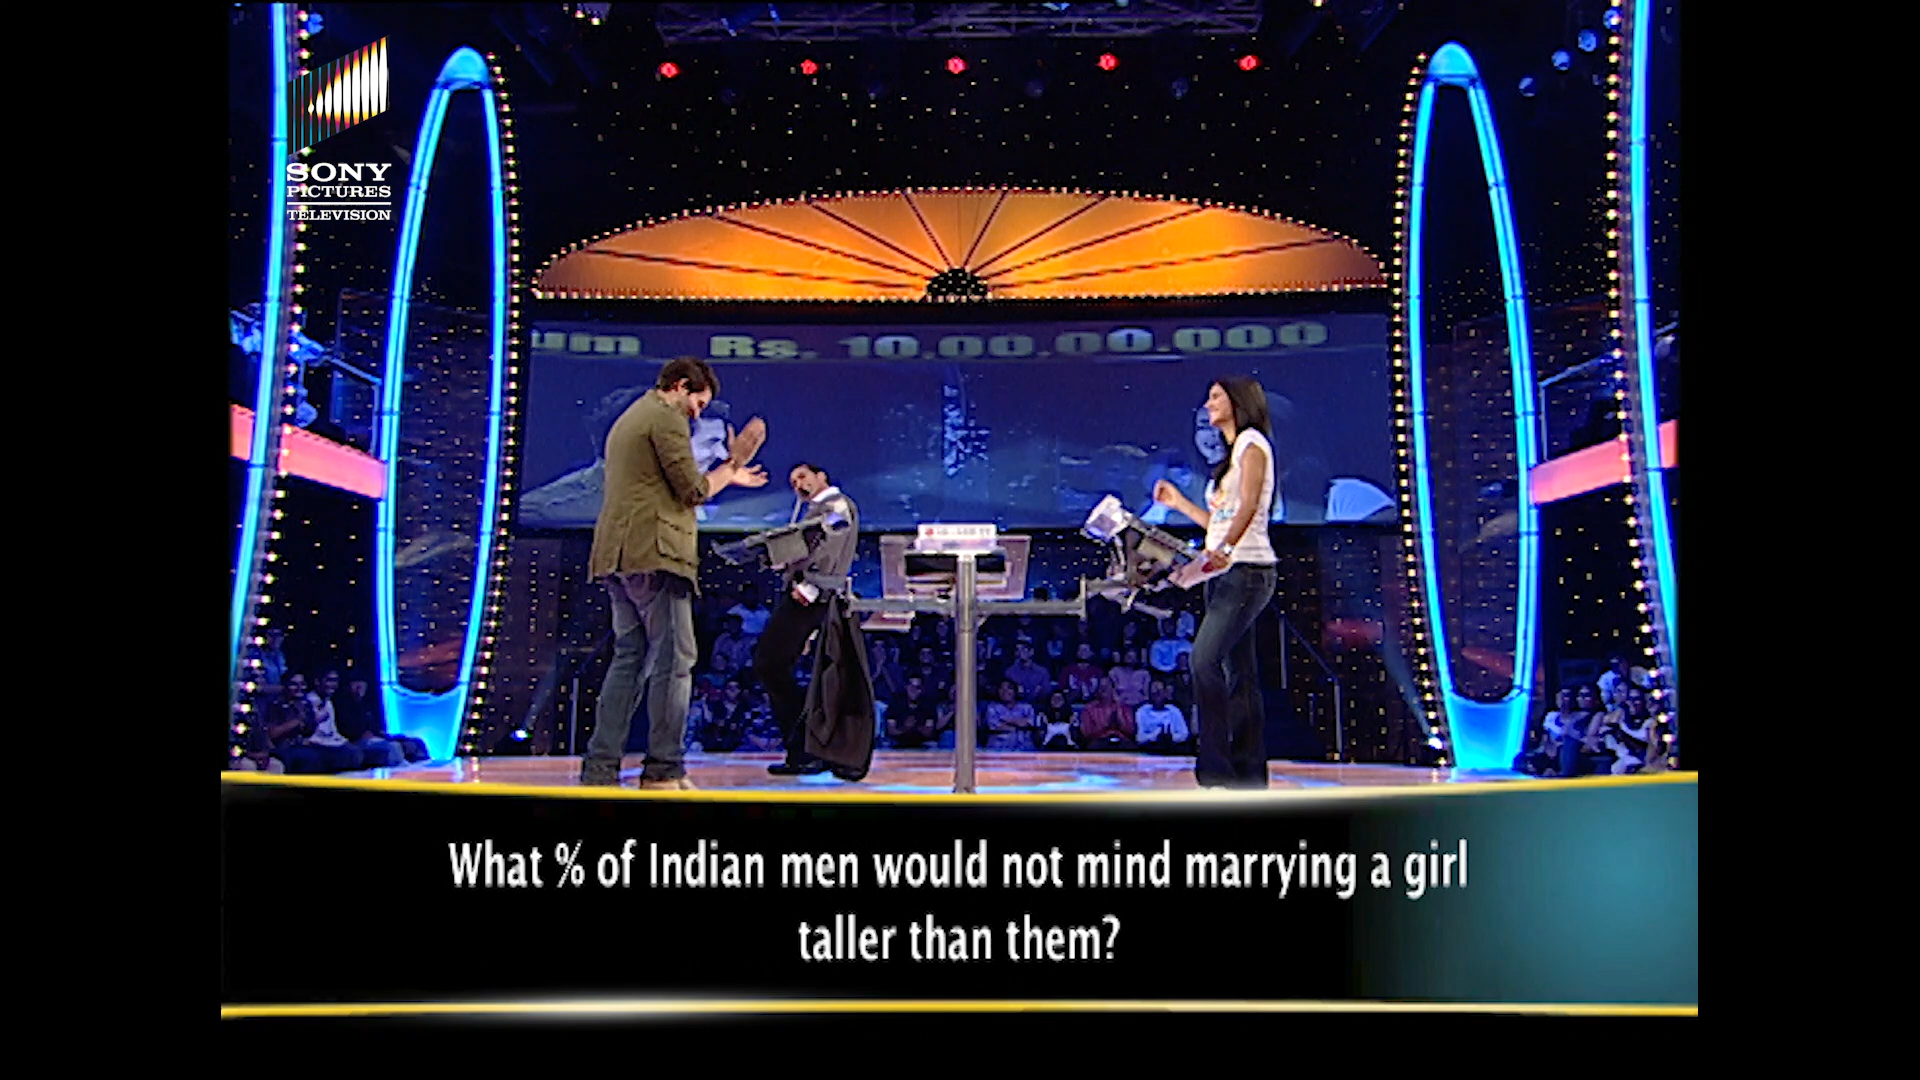 SONY
PICTURES
TELEVISION
um Rs. 10,00,00,000
What % of Indian men would not mind marrying a girl
taller than them?